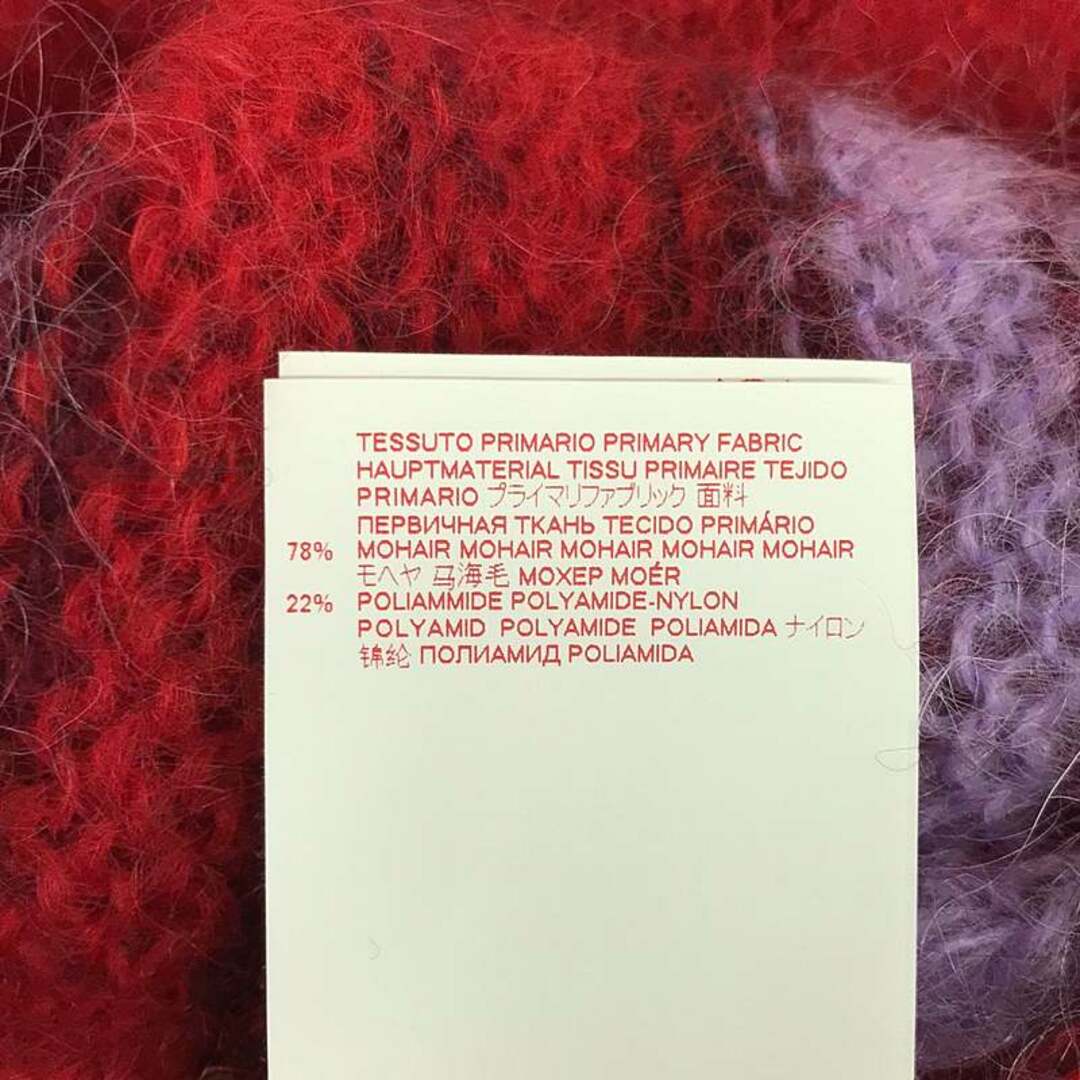 TESSUTO PRIMARIO PRIMARY FABRIC
HAUPTMATERIAL TISSU PRIMAIRE TEJIDO
PRIMARIO プライマリファブリック 面料
ПЕРВИЧНАЯ ТКАНЬ TECIDO PRIMÁRIO
78% MOHAIR MOHAIR MOHAIR MOHAIR MOHAIR
モヘヤ 马海毛 МОХЕР MOÉR
22% POLIAMMIDE POLYAMIDE-NYLON
POLYAMID POLYAMIDE POLIAMIDA ナイロン
锦纶 ПОЛИАМИД POLIAMIDA